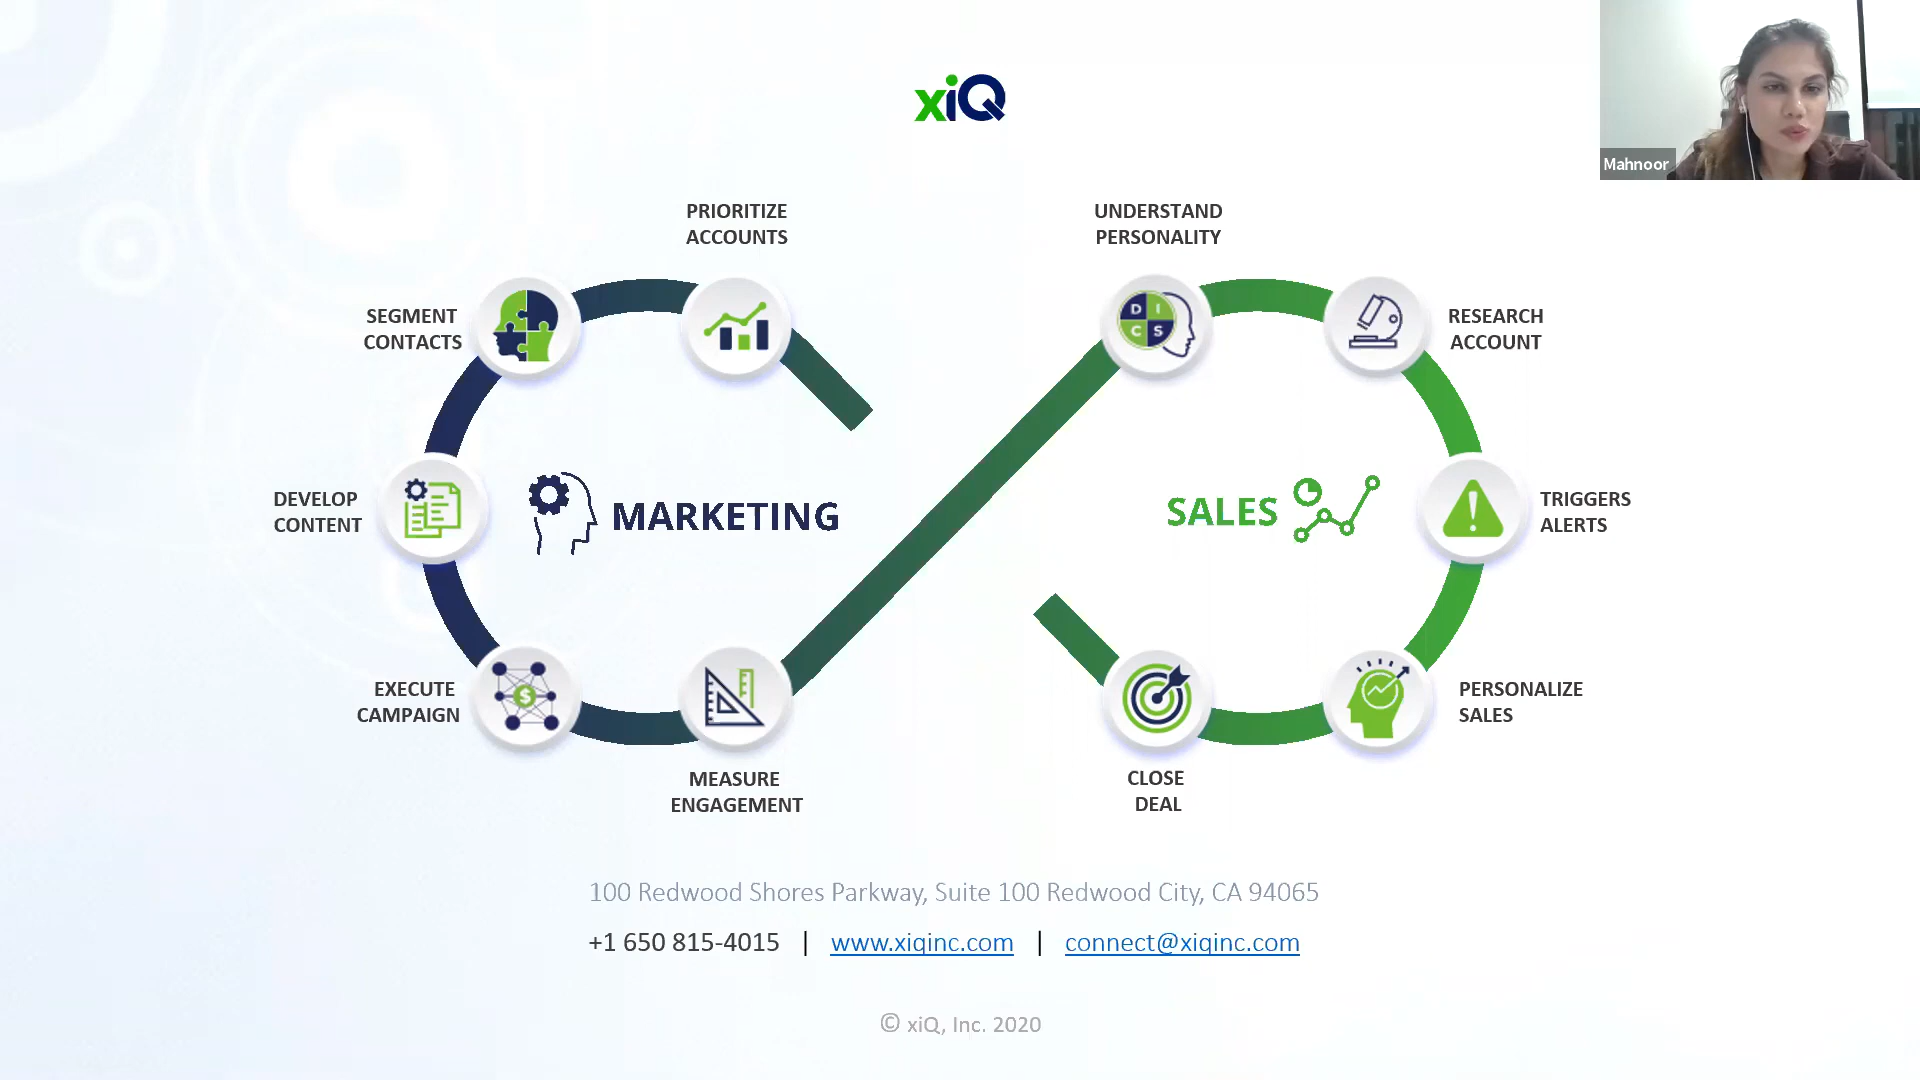 xiQ
Mahnoor
PRIORITIZE
ACCOUNTS
UNDERSTAND
PERSONALITY
SEGMENT
CONTACTS
D I
C S
RESEARCH
ACCOUNT
DEVELOP
CONTENT
MARKETING
SALES
!
TRIGGERS
ALERTS
EXECUTE
CAMPAIGN
$
PERSONALIZE
SALES
MEASURE
ENGAGEMENT
CLOSE
DEAL
100 Redwood Shores Parkway, Suite 100 Redwood City, CA 94065
+1 650 815-4015 | www.xiqinc.com | connect@xiqinc.com
© xiQ, Inc. 2020